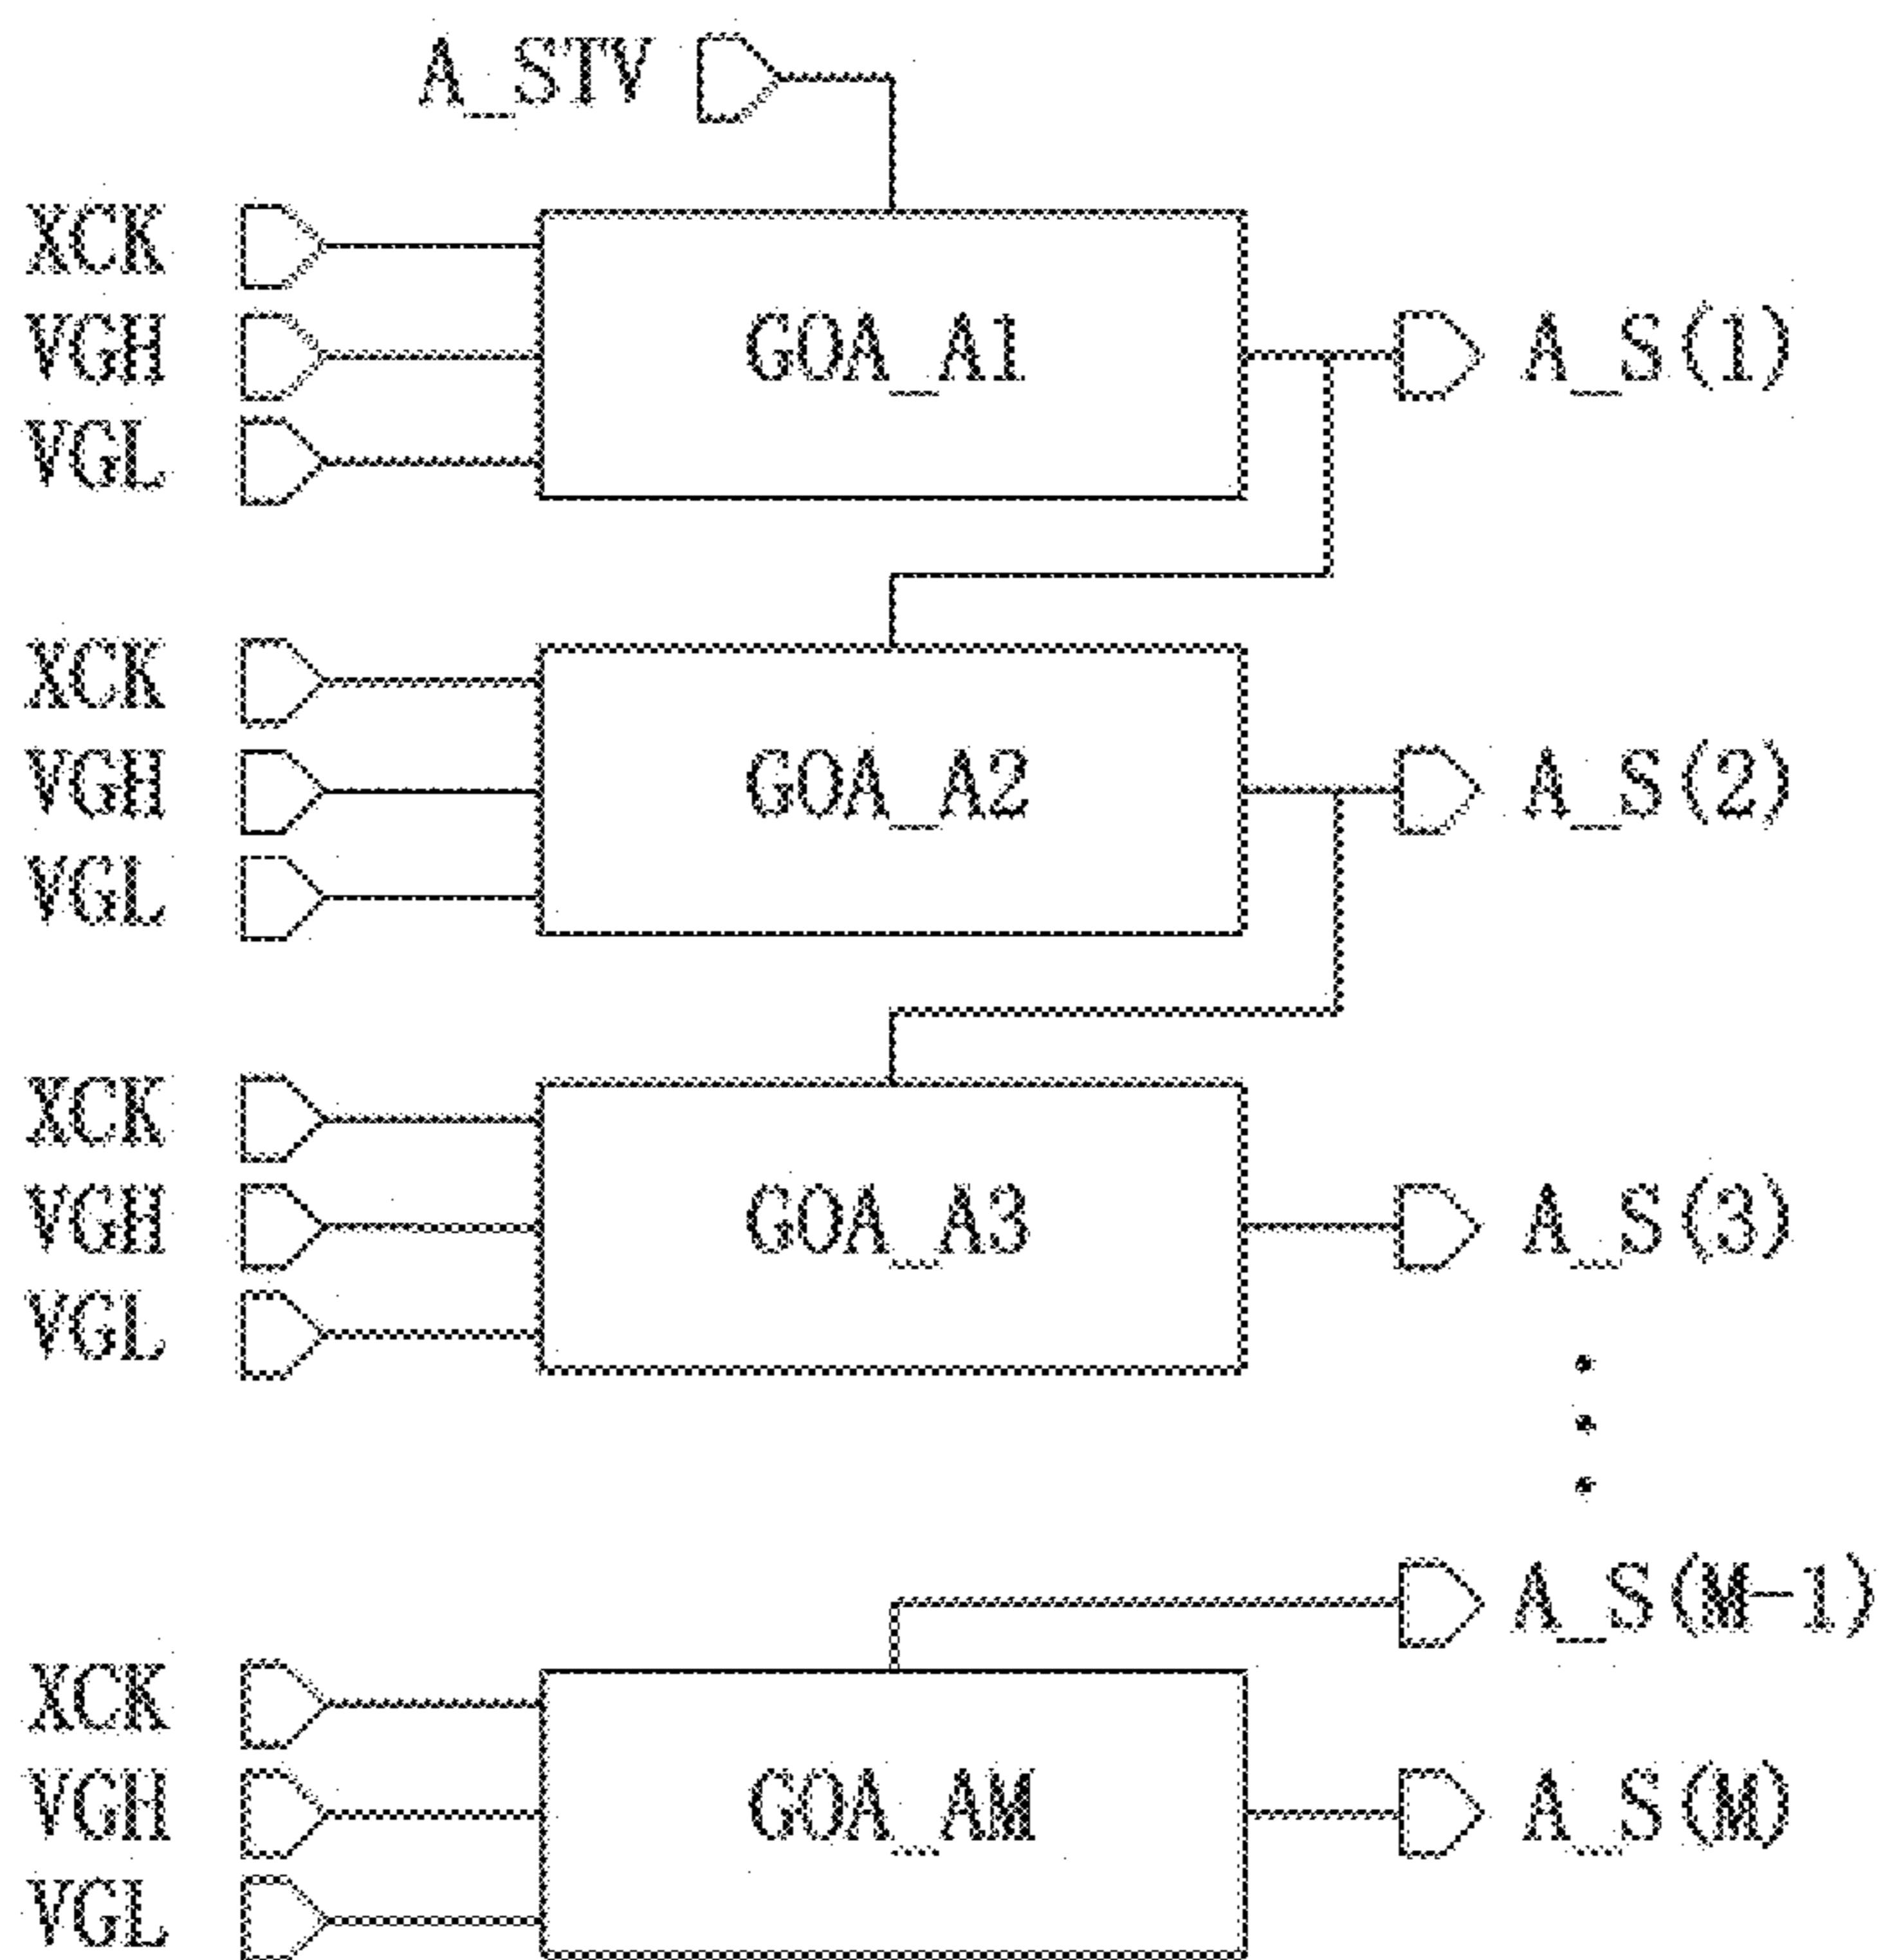 A_STV
XCK
VGH GOA_A1 A_S(1)
VGL
XCK
VGH GOA_A2 A_S(2)
VGL
XCK
VGH GOA_A3 A_S(3)
VGL
A_S(M-1)
XCK
VGH GOA_AM A_S(M)
VGL